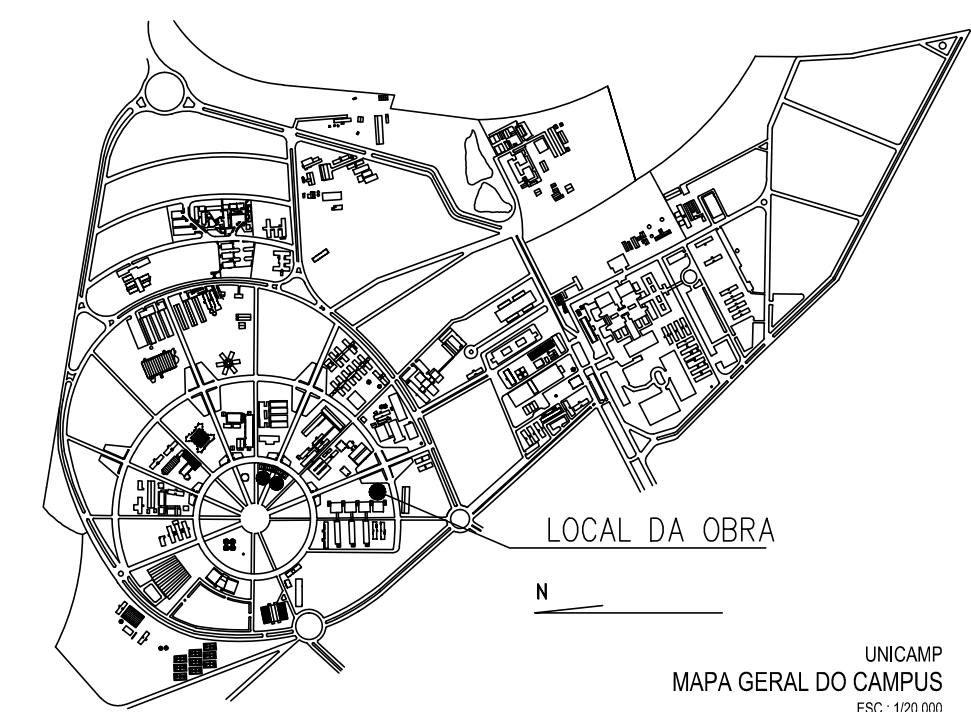 LOCAL DA OBRA
N
UNICAMP
MAPA GERAL DO CAMPUS
ESC.: 1/20.000